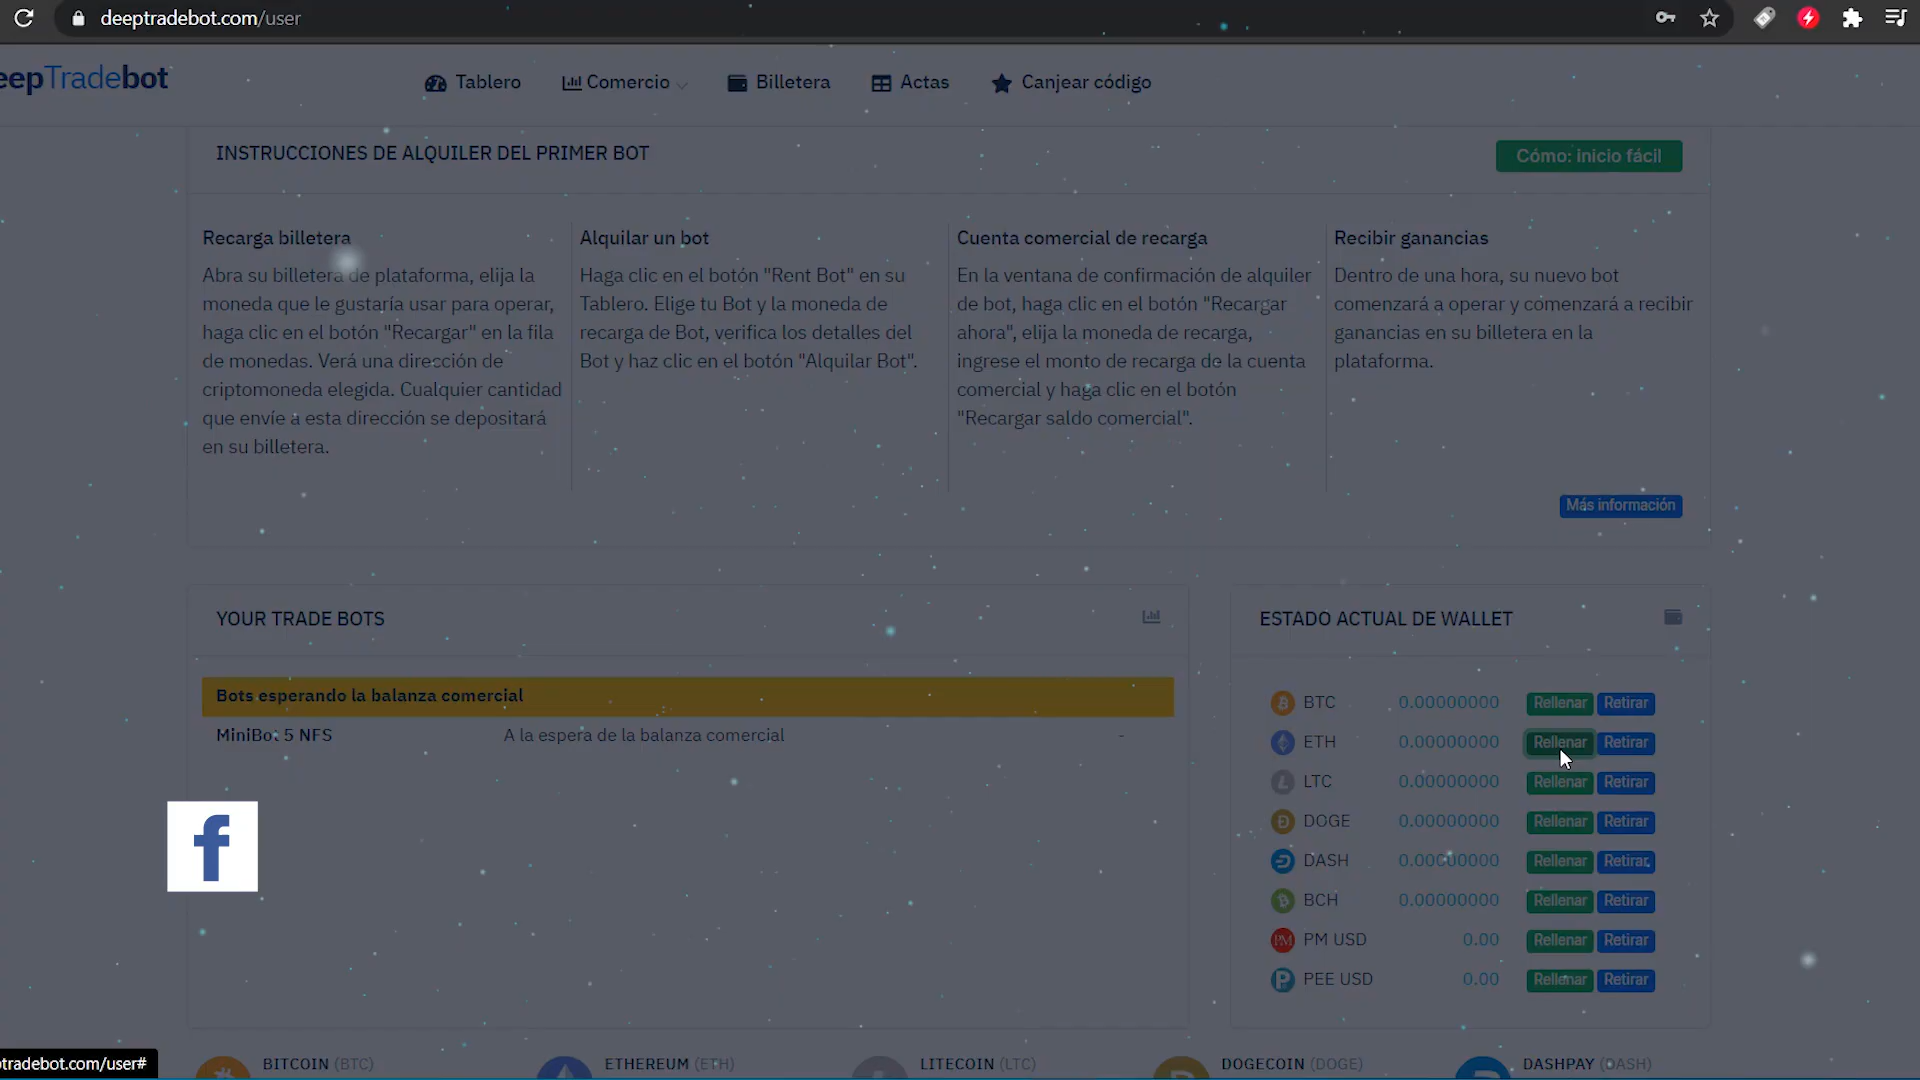 deeptradebot.com/user
eepTradebot
Tablero
Comercio
Billetera
Actas
Canjear código
INSTRUCCIONES DE ALQUILER DEL PRIMER BOT
Cómo: inicio fácil
Recarga billetera
Abra su billetera de plataforma, elija la
moneda que le gustaría usar para operar,
haga clic en el botón "Recargar" en la fila
de monedas. Verá una dirección de
criptomoneda elegida. Cualquier cantidad
que envíe a esta dirección se depositará
en su billetera.
Alquilar un bot
Haga clic en el botón "Rent Bot" en su
Tablero. Elige tu Bot y la moneda de
recarga de Bot, verifica los detalles del
Bot y haz clic en el botón "Alquilar Bot".
Cuenta comercial de recarga
En la ventana de confirmación de alquiler
de bot, haga clic en el botón "Recargar
ahora", elija la moneda de recarga,
ingrese el monto de recarga de la cuenta
comercial y haga clic en el botón
"Recargar saldo comercial".
Recibir ganancias
Dentro de una hora, su nuevo bot
comenzará a operar y comenzará a recibir
ganancias en su billetera en la
plataforma.
Más información
YOUR TRADE BOTS
Bots esperando la balanza comercial
MiniBot 5 NFS A la espera de la balanza comercial -
ESTADO ACTUAL DE WALLET
BTC 0.00000000 Rellenar Retirar
ETH 0.00000000 Rellenar Retirar
LTC 0.00000000 Rellenar Retirar
DOGE 0.00000000 Rellenar Retirar
DASH 0.00000000 Rellenar Retirar
BCH 0.00000000 Rellenar Retirar
PM USD 0.00 Rellenar Retirar
PEE USD 0.00 Rellenar Retirar
f
BITCOIN (BTC)
ETHEREUM (ETH)
LITECOIN (LTC)
DOGECOIN (DOGE)
DASHPAY (DASH)
tradebot.com/user#